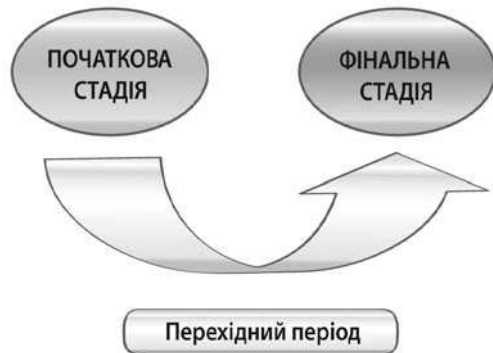 ПОЧАТКОВА
СТАДІЯ
ФІНАЛЬНА
СТАДІЯ
Перехідний період